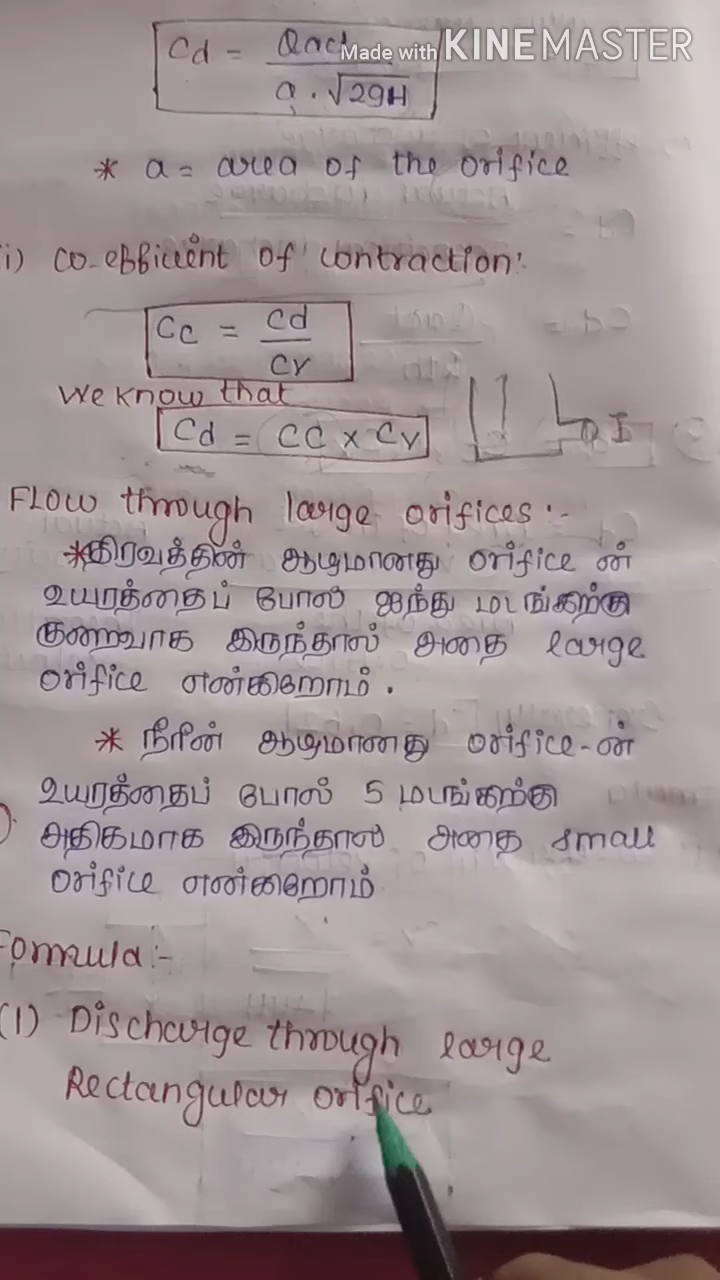 Cd = Qact
Made with KINEMASTER
a . √2gH
* a = area of the orifice
i) co-efficient of contraction:
Cc = Cd
Cv
We know that
Cd = CC x Cv
FLOW through large orifices :-
*திரவத்தின் ஆழமானது orifice ன்
உயரத்தைப் போல ஐந்து மடங்கற்கு
குறைவாக இருந்தால் அதை large
orifice என்கிறோம் .
* நீரின் ஆழமானது orifice-ன்
உயரத்தைப் போல் 5 மடங்கற்கு
அதிகமாக இருந்தால் அதை small
orifice என்கிறோம்
Formula :-
(1) Discharge through large
Rectangular orifice